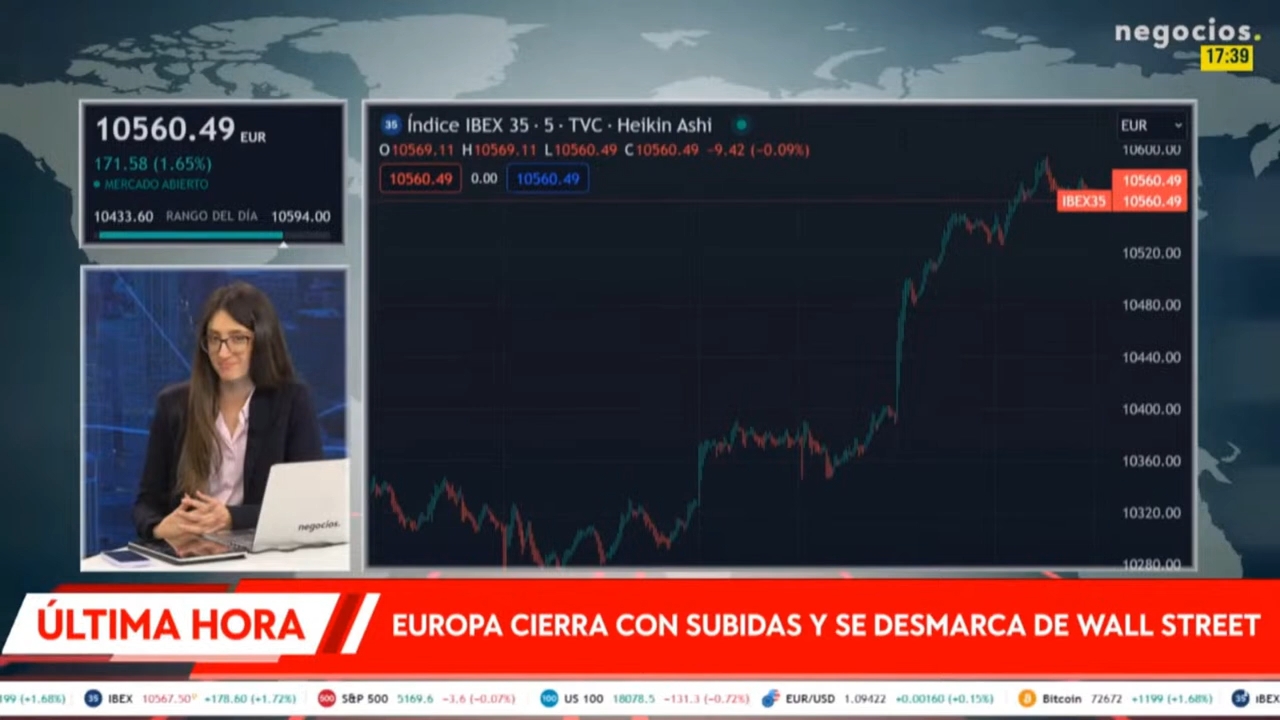 negocios.
17:39
10560.49 EUR
171.58 (1.65%)
MERCADO ABIERTO
10433.60 RANGO DEL DÍA 10594.00
35 Índice IBEX 35 · 5 · TVC · Heikin Ashi
O10569.11 H10569.11 L10560.49 C10560.49 -9.42 (-0.09%)
10560.49 0.00 10560.49
EUR
10600.00
10560.49
IBEX35 10560.49
10520.00
10480.00
10440.00
10400.00
10360.00
10320.00
10280.00
negocios.
ÚLTIMA HORA
EUROPA CIERRA CON SUBIDAS Y SE DESMARCA DE WALL STREET
199 (+1.68%) 35 IBEX 10567.50 +178.60 (+1.72%) 500 S&P 500 5169.6 -3.6 (-0.07%) 100 US 100 18078.5 -131.3 (-0.72%) EUR/USD 1.09422 +0.00160 (+0.15%) Bitcoin 72672 +1199 (+1.68%) 35 IBEX